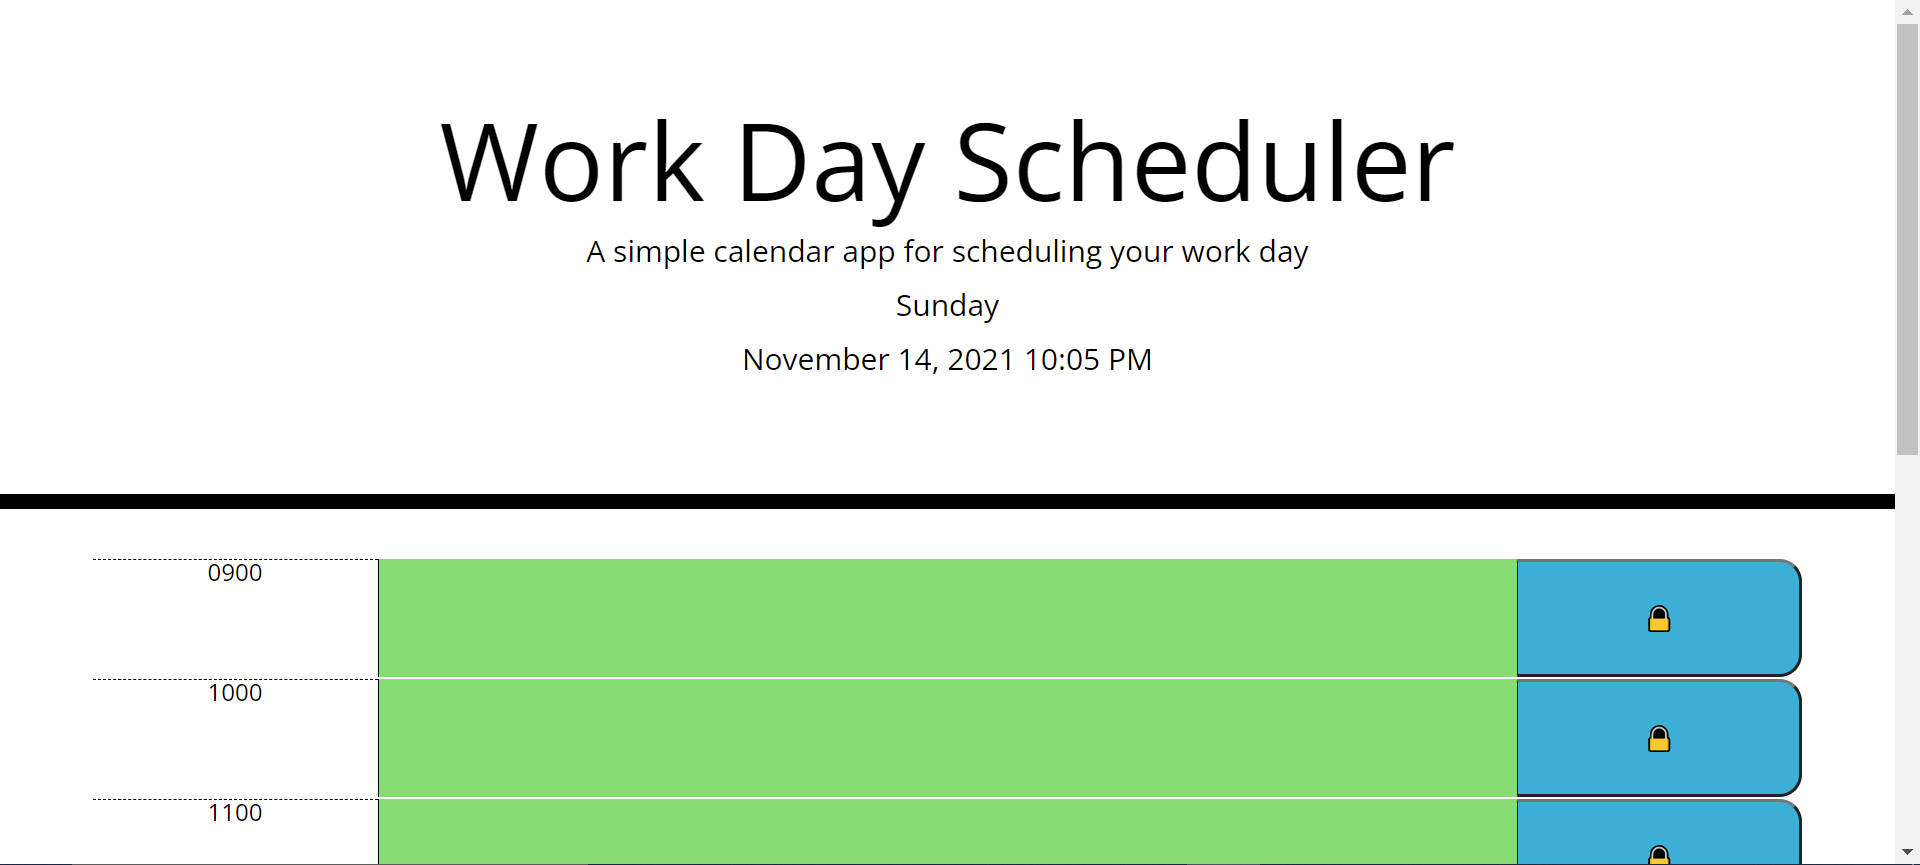 Work Day Scheduler
A simple calendar app for scheduling your work day
Sunday
November 14, 2021 10:05 PM
0900
1000
1100